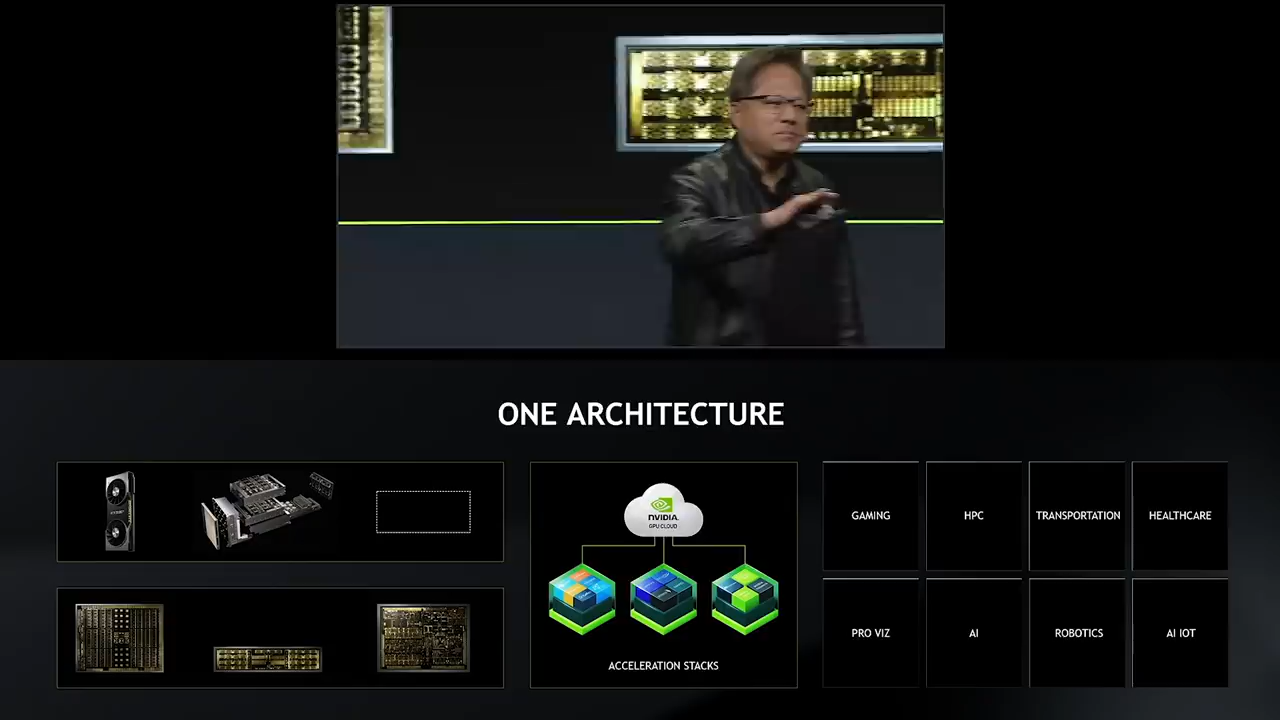 ONE ARCHITECTURE
NVIDIA
GPU CLOUD
ACCELERATION STACKS
GAMING
HPC
TRANSPORTATION
HEALTHCARE
PRO VIZ
AI
ROBOTICS
AI IOT